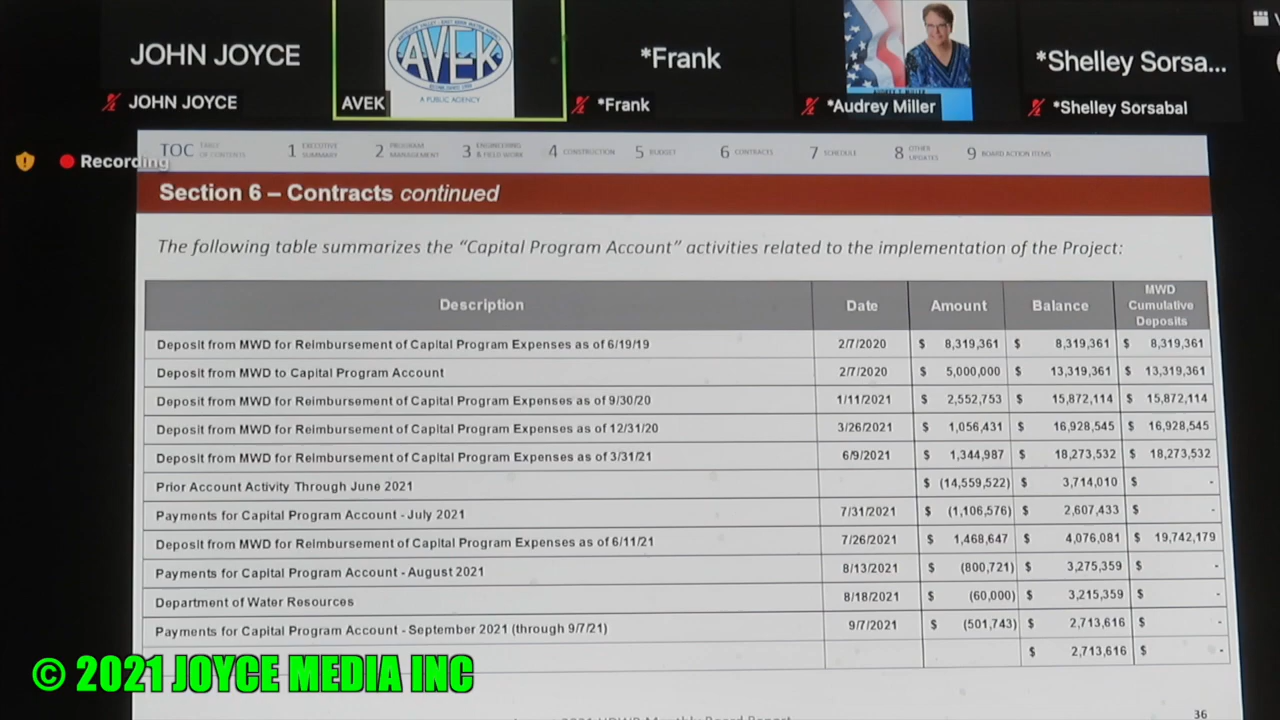 JOHN JOYCE
AVEK
A PUBLIC AGENCY
*Frank
*Shelley Sorsa...
JOHN JOYCE
AVEK
*Frank
*Audrey Miller
*Shelley Sorsabal
Recording
TOC TABLE OF CONTENTS 1 EXECUTIVE SUMMARY 2 PROGRAM MANAGEMENT 3 ENGINEERING & FIELD WORK 4 CONSTRUCTION 5 BUDGET 6 CONTRACTS 7 SCHEDULE 8 OTHER UPDATES 9 BOARD ACTION ITEMS
Section 6 – Contracts continued
The following table summarizes the “Capital Program Account” activities related to the implementation of the Project:
Description Date Amount Balance MWD Cumulative Deposits
Deposit from MWD for Reimbursement of Capital Program Expenses as of 6/19/19 2/7/2020 $ 8,319,361 $ 8,319,361 $ 8,319,361
Deposit from MWD to Capital Program Account 2/7/2020 $ 5,000,000 $ 13,319,361 $ 13,319,361
Deposit from MWD for Reimbursement of Capital Program Expenses as of 9/30/20 1/11/2021 $ 2,552,753 $ 15,872,114 $ 15,872,114
Deposit from MWD for Reimbursement of Capital Program Expenses as of 12/31/20 3/26/2021 $ 1,056,431 $ 16,928,545 $ 16,928,545
Deposit from MWD for Reimbursement of Capital Program Expenses as of 3/31/21 6/9/2021 $ 1,344,987 $ 18,273,532 $ 18,273,532
Prior Account Activity Through June 2021 $ (14,559,522) $ 3,714,010 $ -
Payments for Capital Program Account - July 2021 7/31/2021 $ (1,106,576) $ 2,607,433 $ -
Deposit from MWD for Reimbursement of Capital Program Expenses as of 6/11/21 7/26/2021 $ 1,468,647 $ 4,076,081 $ 19,742,179
Payments for Capital Program Account - August 2021 8/13/2021 $ (800,721) $ 3,275,359 $ -
Department of Water Resources 8/18/2021 $ (60,000) $ 3,215,359 $ -
Payments for Capital Program Account - September 2021 (through 9/7/21) 9/7/2021 $ (501,743) $ 2,713,616 $ -
$ 2,713,616 $ -
© 2021 JOYCE MEDIA INC
36